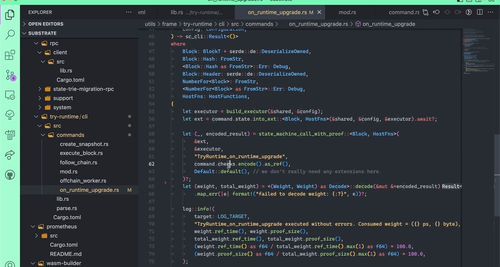 EXPLORER
OPEN EDITORS
SUBSTRATE
rpc
client
src
lib.rs
Cargo.toml
state-trie-migration-rpc
support
system
try-runtime/cli
src
commands
create_snapshot.rs
execute_block.rs
follow_chain.rs
mod.rs
offchain_worker.rs
on_runtime_upgrade.rs
lib.rs
parse.rs
Cargo.toml
prometheus
src
Cargo.toml
README.md
wasm-builder
on_runtime_upgrade.rs
lib.rs
on_runtime_upgrade.rs M
mod.rs
command.rs
utils > frame > try-runtime > cli > src > commands > on_runtime_upgrade.rs > on_runtime_upgrade
) -> sc_cli::Result<()>
where
Block: BlockT + serde::de::DeserializeOwned,
Block::Hash: FromStr,
<Block::Hash as FromStr>::Err: Debug,
Block::Header: serde::de::DeserializeOwned,
NumberFor<Block>: FromStr,
<NumberFor<Block> as FromStr>::Err: Debug,
HostFns: HostFunctions,
{
let executor = build_executor(&shared, &config);
let ext = command.state.into_ext::<Block, HostFns>(&shared, &config, &executor).await?;
let (_, encoded_result) = state_machine_call_with_proof::<Block, HostFns>(
&ext,
&executor,
"TryRuntime_on_runtime_upgrade",
62
command.checks.encode().as_ref(),
Default::default(), // we don't really need any extensions here.
)?;
let (weight, total_weight) = <(Weight, Weight) as Decode>::decode(&mut &*encoded_result)
.map_err(|e| format!("failed to decode weight: {:?}", e))?;
log::info!(
target: LOG_TARGET,
"TryRuntime_on_runtime_upgrade executed without errors. Consumed weight = ({} ps, {} byte),
weight.ref_time(), weight.proof_size(),
total_weight.ref_time(), total_weight.proof_size(),
(weight.ref_time() as f64 / total_weight.ref_time().max(1) as f64) * 100.0,
(weight.proof_size() as f64 / total_weight.proof_size().max(1) as f64) * 100.0,
);